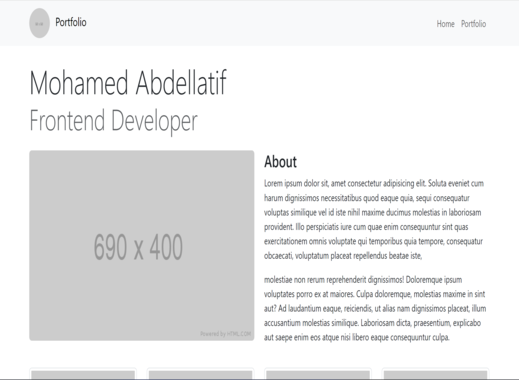 Portfolio
Home Portfolio
Mohamed Abdellatif
Frontend Developer
690 x 400
Powered by HTML.COM
About
Lorem ipsum dolor sit, amet consectetur adipisicing elit. Soluta eveniet cum
harum dignissimos necessitatibus quod eaque quia, sequi consequatur
voluptas similique vel id iste nihil maxime ducimus molestias in laboriosam
provident. Illo perspiciatis iure cum quae enim consequuntur sint quas
exercitationem omnis voluptate qui temporibus quia tempore, consequatur
obcaecati, voluptatum placeat repellendus beatae iste,
molestiae non rerum reprehenderit dignissimos! Doloremque ipsum
voluptates porro ex at maiores. Culpa doloremque, molestias maxime in sint
aut? Ad laudantium eaque, reiciendis, ut alias nam dignissimos placeat, illum
accusantium molestias similique. Laboriosam dicta, praesentium, explicabo
aut saepe enim eos atque nisi libero eaque consequuntur culpa.